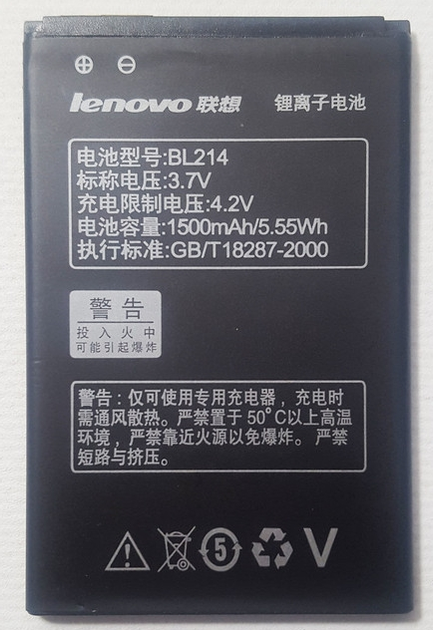 ⊕ ⊖
lenovo 联想 锂离子电池
电池型号:BL214
标称电压:3.7V
充电限制电压:4.2V
电池容量:1500mAh/5.55Wh
执行标准:GB/T18287-2000
警告
投入火中
可能引起爆炸
警告：仅可使用专用充电器，充电时
需通风散热。严禁置于50°C以上高温
环境，严禁靠近火源以免爆炸。严禁
短路与挤压。
5 V